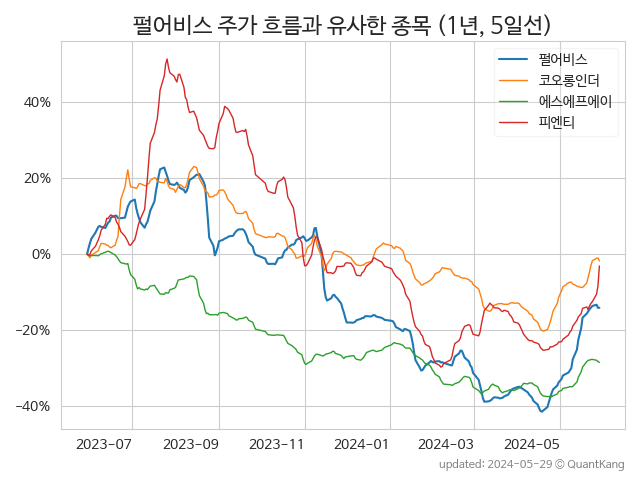 펄어비스 주가 흐름과 유사한 종목 (1년, 5일선)
펄어비스
코오롱인더
에스에프에이
피엔티
40%
20%
0%
−20%
−40%
2023-07 2023-09 2023-11 2024-01 2024-03 2024-05
updated: 2024-05-29 © QuantKang